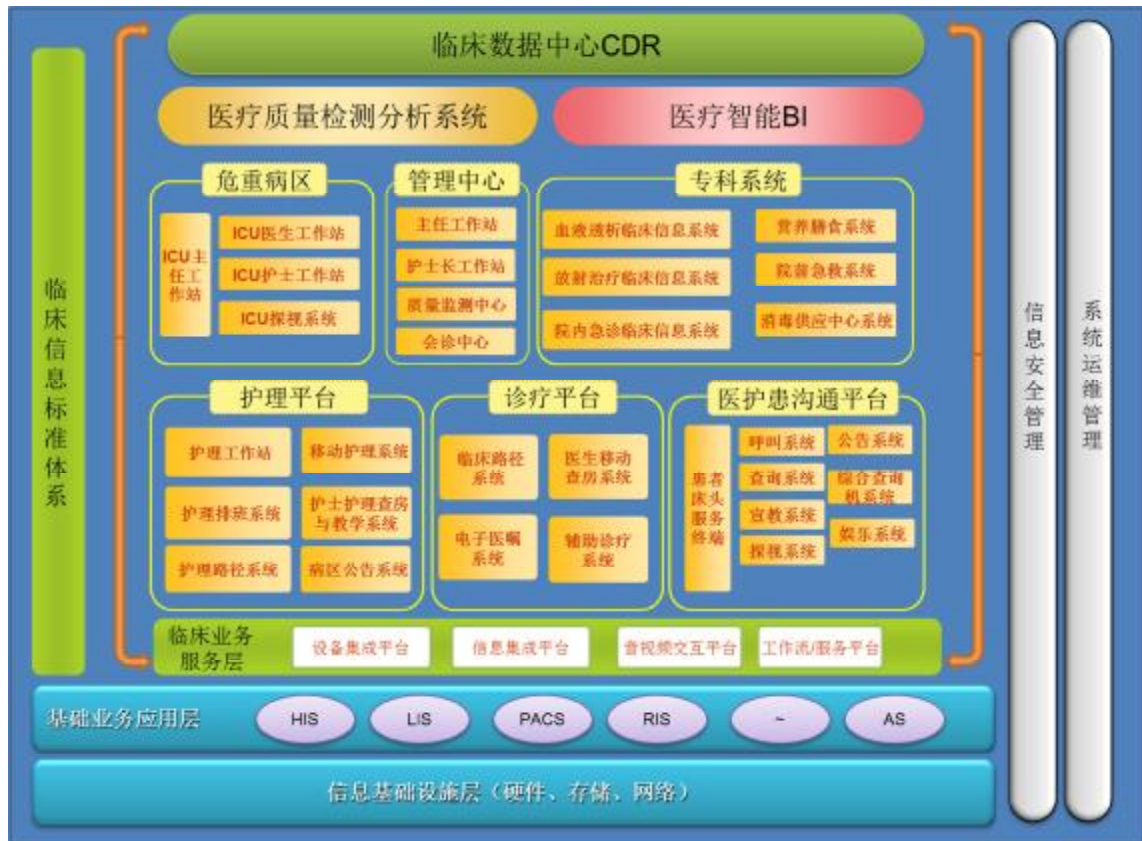 临床数据中心CDR
医疗质量检测分析系统
医疗智能BI
危重病区
ICU主
任工
作站
ICU医生工作站
ICU护士工作站
ICU探视系统
管理中心
主任工作站
护士长工作站
质量监测中心
会诊中心
专科系统
血液透析临床信息系统
放射治疗临床信息系统
院内急诊临床信息系统
营养膳食系统
院前急救系统
消毒供应中心系统
护理平台
护理工作站
移动护理系统
护理排班系统
护士护理查房
与教学系统
护理路径系统
病区公告系统
诊疗平台
临床路径
系统
医生移动
查房系统
电子医嘱
系统
辅助诊疗
系统
医护患沟通平台
患者
床头
服务
终端
呼叫系统
查询系统
宣教系统
探视系统
公告系统
综合查询
机系统
娱乐系统
临床业务
服务层
设备集成平台
信息集成平台
音视频交互平台
工作流/服务平台
基础业务应用层
HIS
LIS
PACS
RIS
~
AS
信息基础设施层（硬件、存储、网络）
临床信息标准体系
信息安全管理
系统运维管理